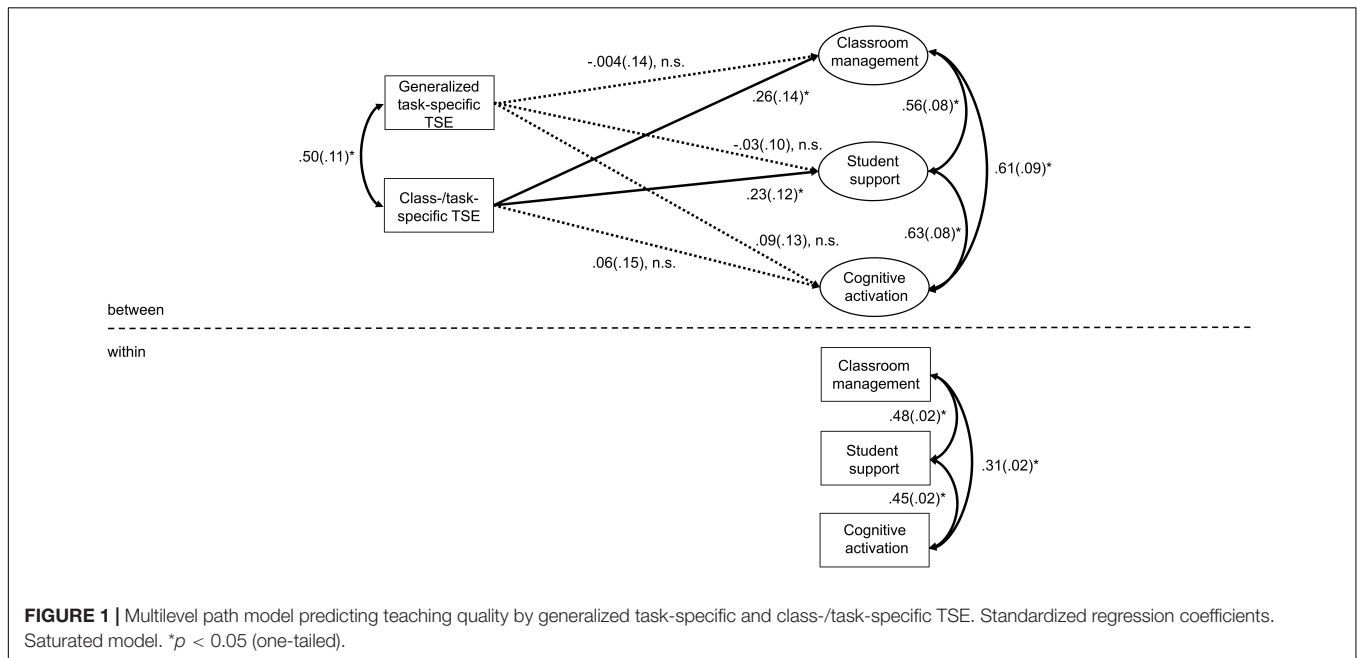 Classroom
management
-.004(.14), n.s.
Generalized
task-specific
TSE
.26(.14)*
.56(.08)*
-.03(.10), n.s.
.50(.11)*
Student
support
.61(.09)*
Class-/task-
specific TSE
.23(.12)*
.63(.08)*
.09(.13), n.s.
.06(.15), n.s.
Cognitive
activation
between
within
Classroom
management
.48(.02)*
Student
support
.31(.02)*
.45(.02)*
Cognitive
activation
FIGURE 1 | Multilevel path model predicting teaching quality by generalized task-specific and class-/task-specific TSE. Standardized regression coefficients.
Saturated model. *p < 0.05 (one-tailed).